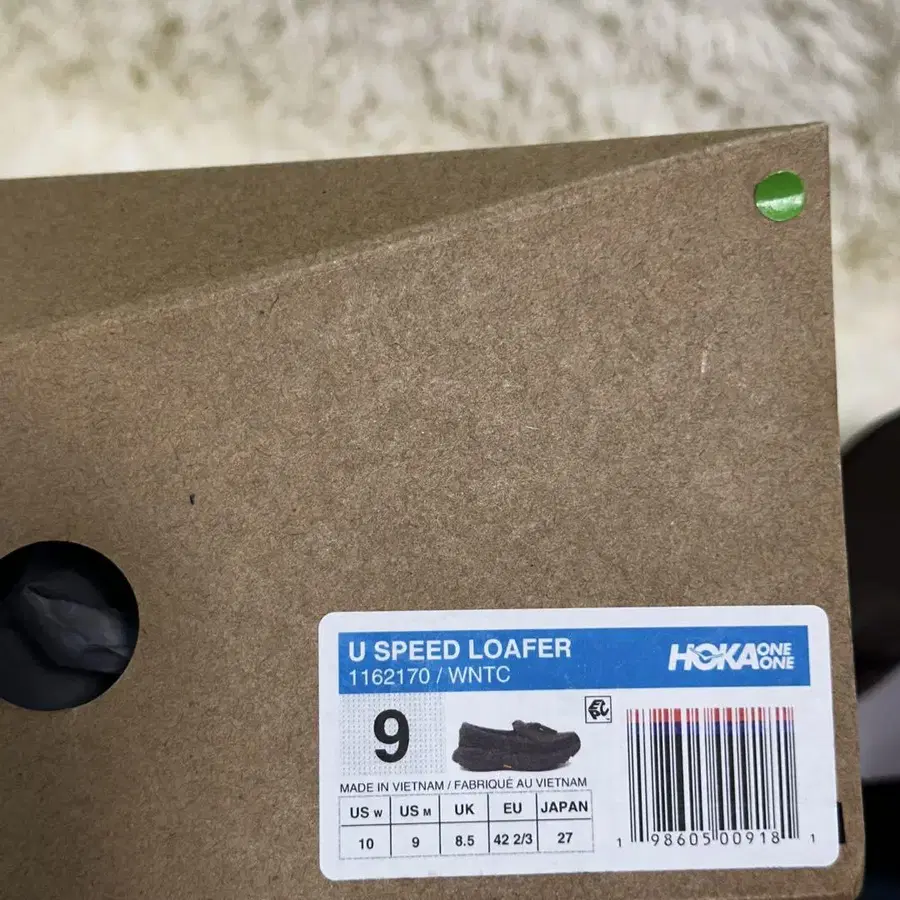 U SPEED LOAFER
1162170 / WNTC
HOKA ONE ONE
9
MADE IN VIETNAM / FABRIQUÉ AU VIETNAM
US W US M UK EU JAPAN
10 9 8.5 42 2/3 27
1 98605 00918 1